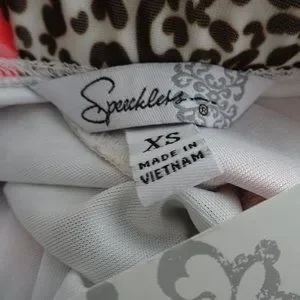 Speechless
®
XS
MADE IN
VIETNAM